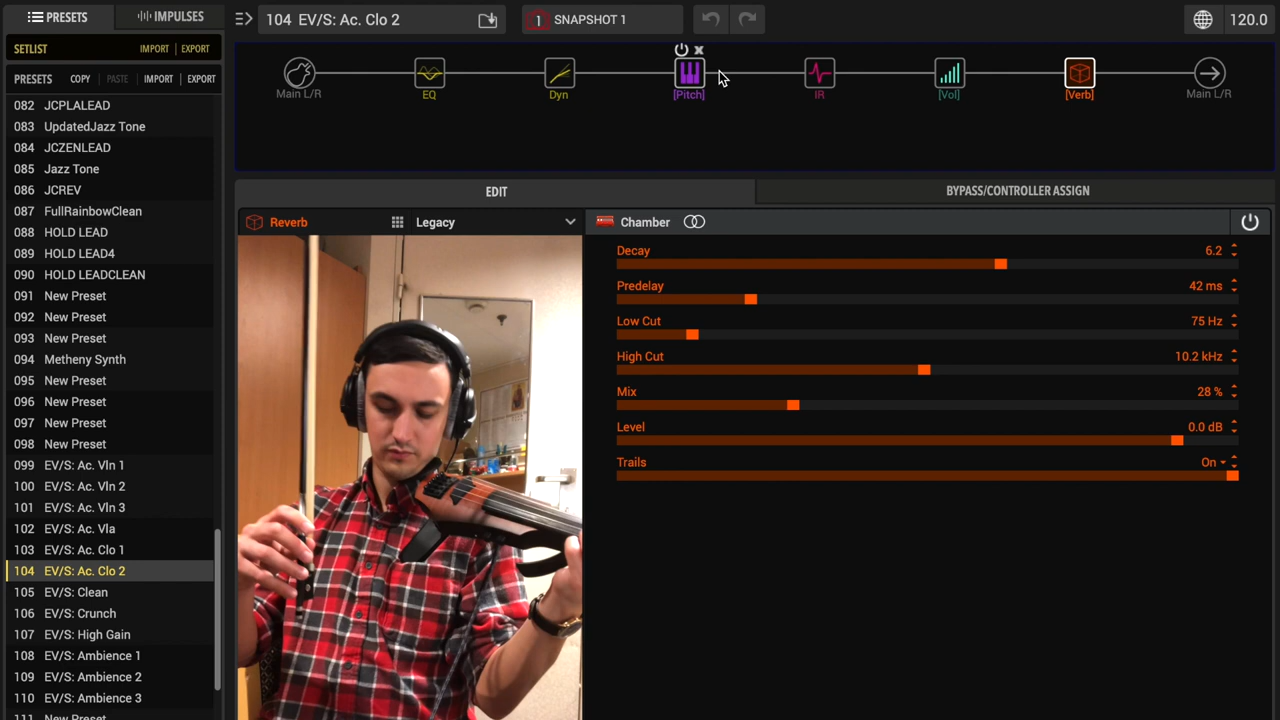 PRESETS
IMPULSES
104 EV/S: Ac. Clo 2
1 SNAPSHOT 1
120.0
SETLIST
IMPORT | EXPORT
PRESETS
COPY
PASTE
IMPORT | EXPORT
082 JCPLALEAD
083 UpdatedJazz Tone
084 JCZENLEAD
085 Jazz Tone
086 JCREV
087 FullRainbowClean
088 HOLD LEAD
089 HOLD LEAD4
090 HOLD LEADCLEAN
091 New Preset
092 New Preset
093 New Preset
094 Metheny Synth
095 New Preset
096 New Preset
097 New Preset
098 New Preset
099 EV/S: Ac. Vln 1
100 EV/S: Ac. Vln 2
101 EV/S: Ac. Vln 3
102 EV/S: Ac. Vla
103 EV/S: Ac. Clo 1
104 EV/S: Ac. Clo 2
105 EV/S: Clean
106 EV/S: Crunch
107 EV/S: High Gain
108 EV/S: Ambience 1
109 EV/S: Ambience 2
110 EV/S: Ambience 3
111 New Preset
Main L/R
EQ
Dyn
[Pitch]
IR
[Vol]
[Verb]
Main L/R
EDIT
BYPASS/CONTROLLER ASSIGN
Reverb
Legacy
Chamber
Decay 6.2
Predelay 42 ms
Low Cut 75 Hz
High Cut 10.2 kHz
Mix 28 %
Level 0.0 dB
Trails On